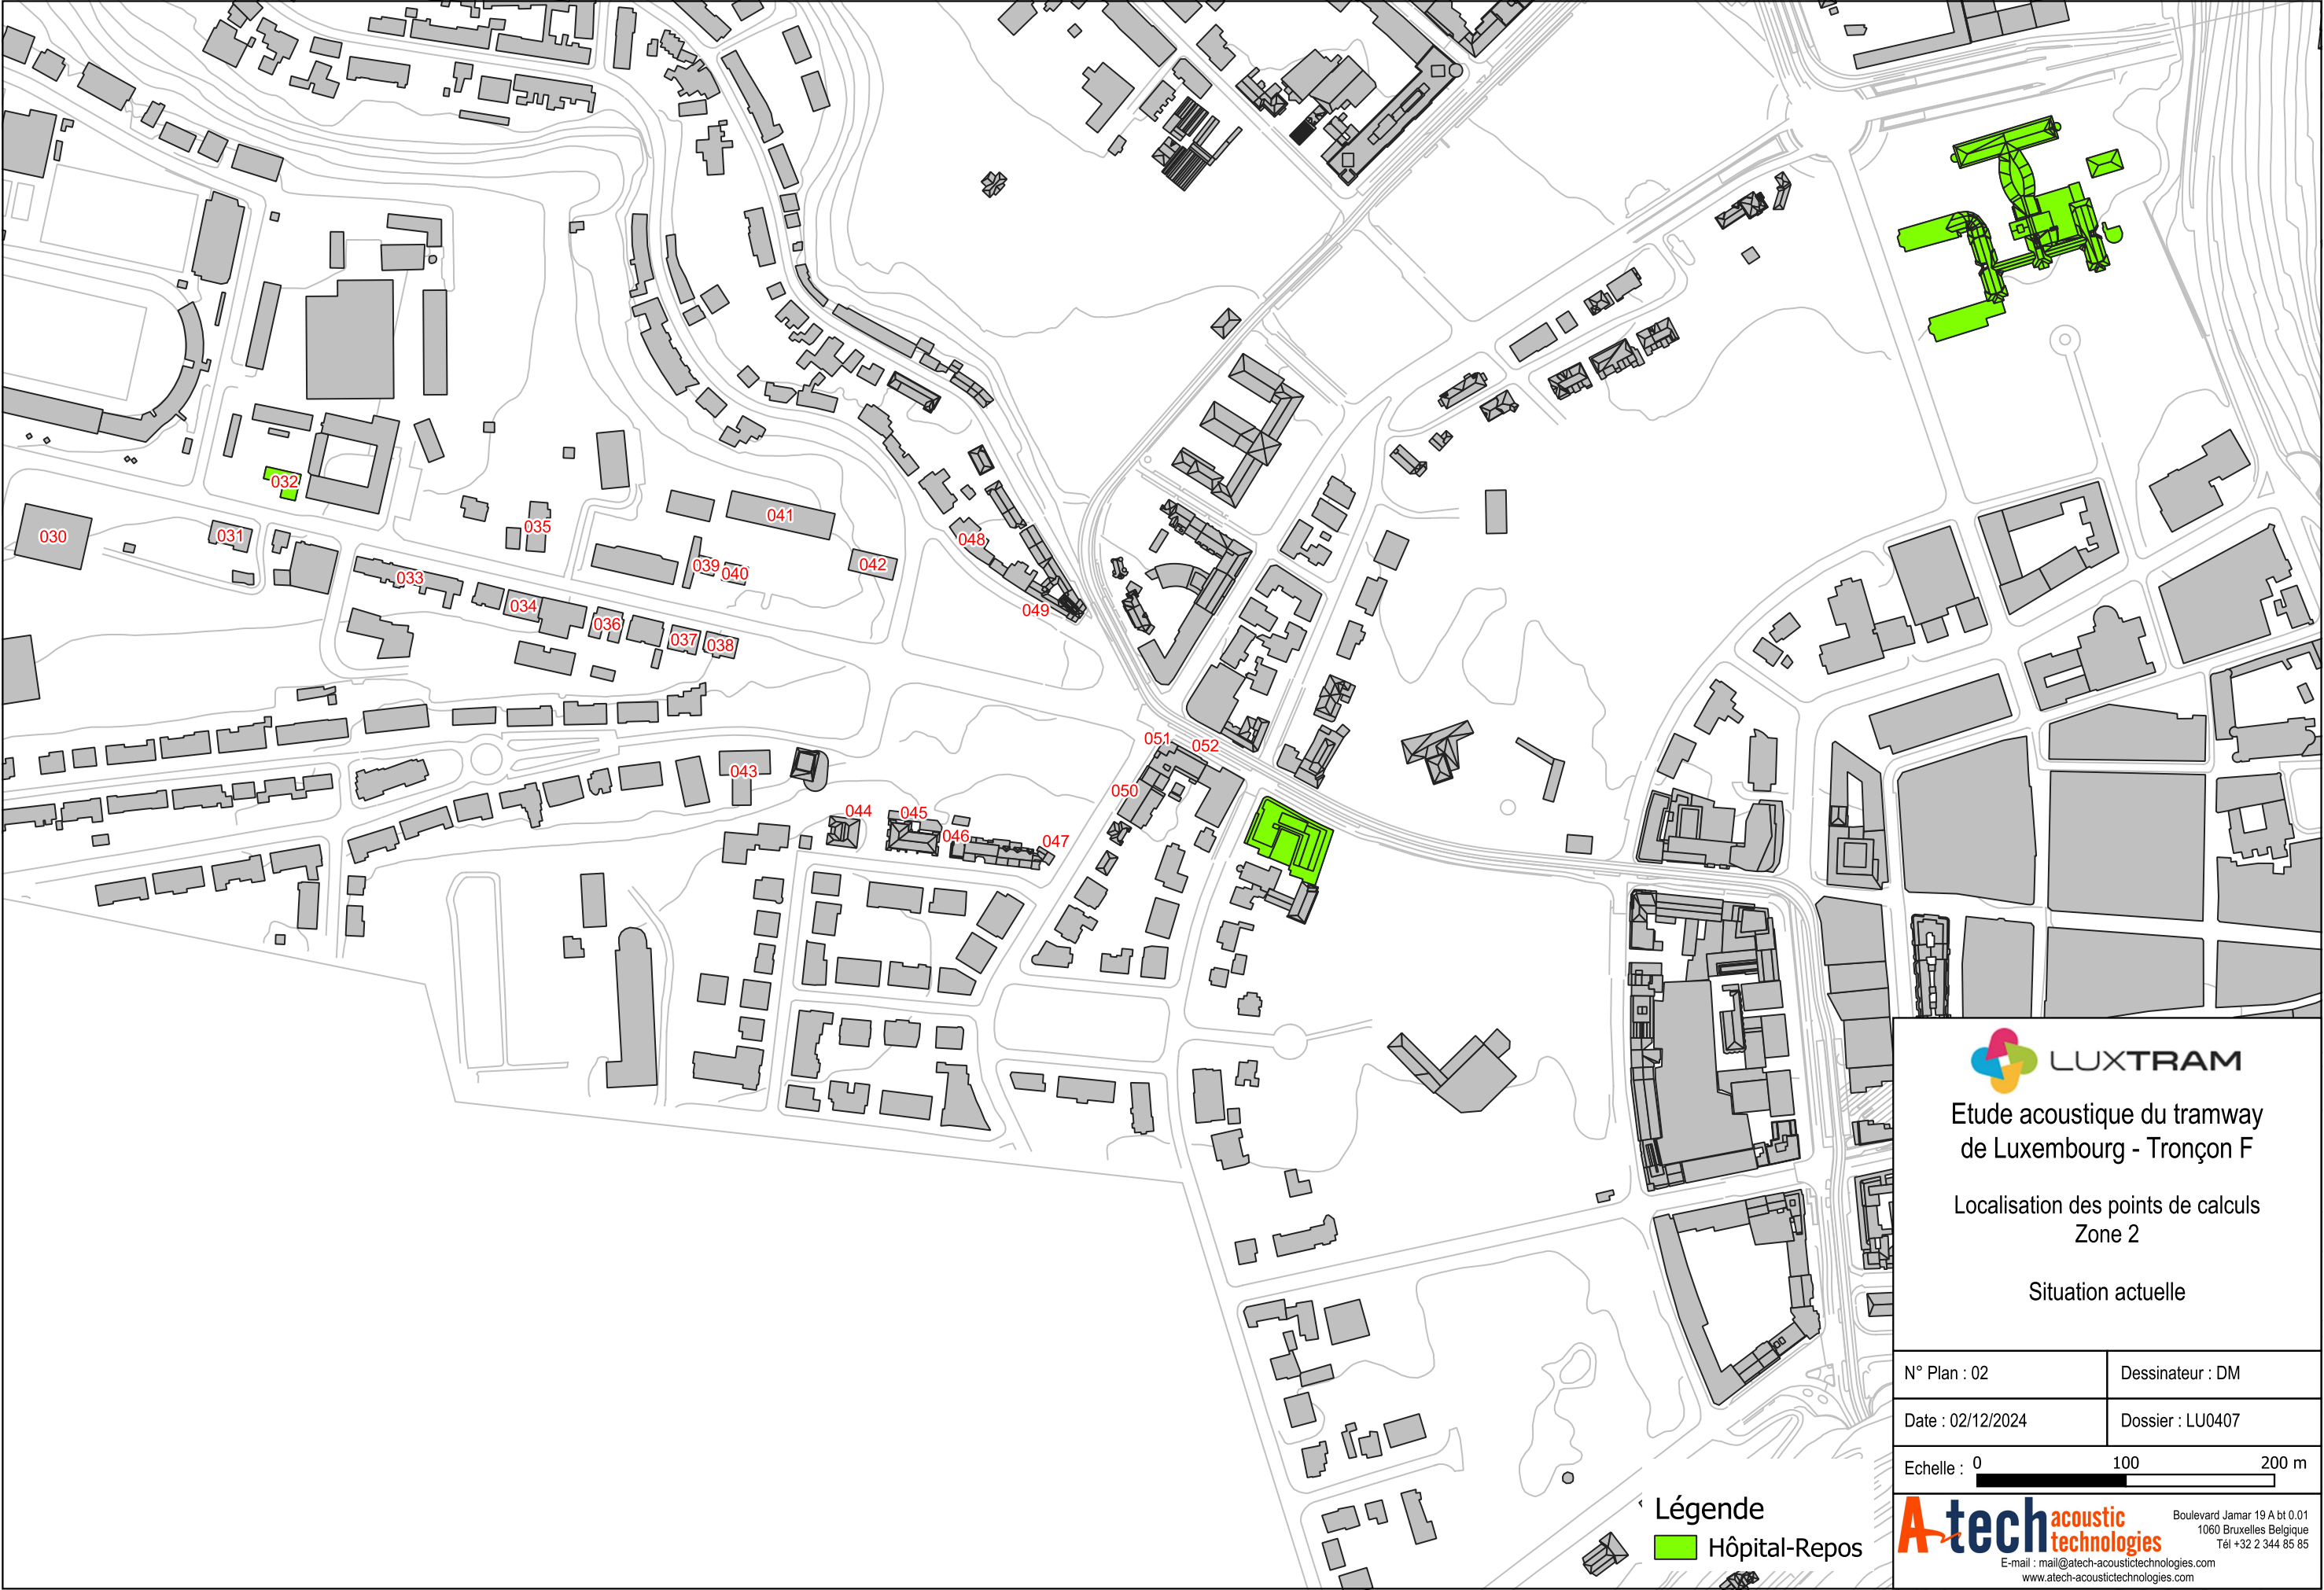 032
030
031
035
041
033
039
040
042
048
034
036
037
038
049
051
052
043
050
044
045
046
047
LUXTRAM
Etude acoustique du tramway
de Luxembourg - Tronçon F
Localisation des points de calculs
Zone 2
Situation actuelle
N° Plan : 02
Dessinateur : DM
Date : 02/12/2024
Dossier : LU0407
Echelle : 0 100 200 m
Légende
Hôpital-Repos
A-tech acoustic technologies
Boulevard Jamar 19 A bt 0.01
1060 Bruxelles Belgique
Tél +32 2 344 85 85
E-mail : mail@atech-acoustictechnologies.com
www.atech-acoustictechnologies.com